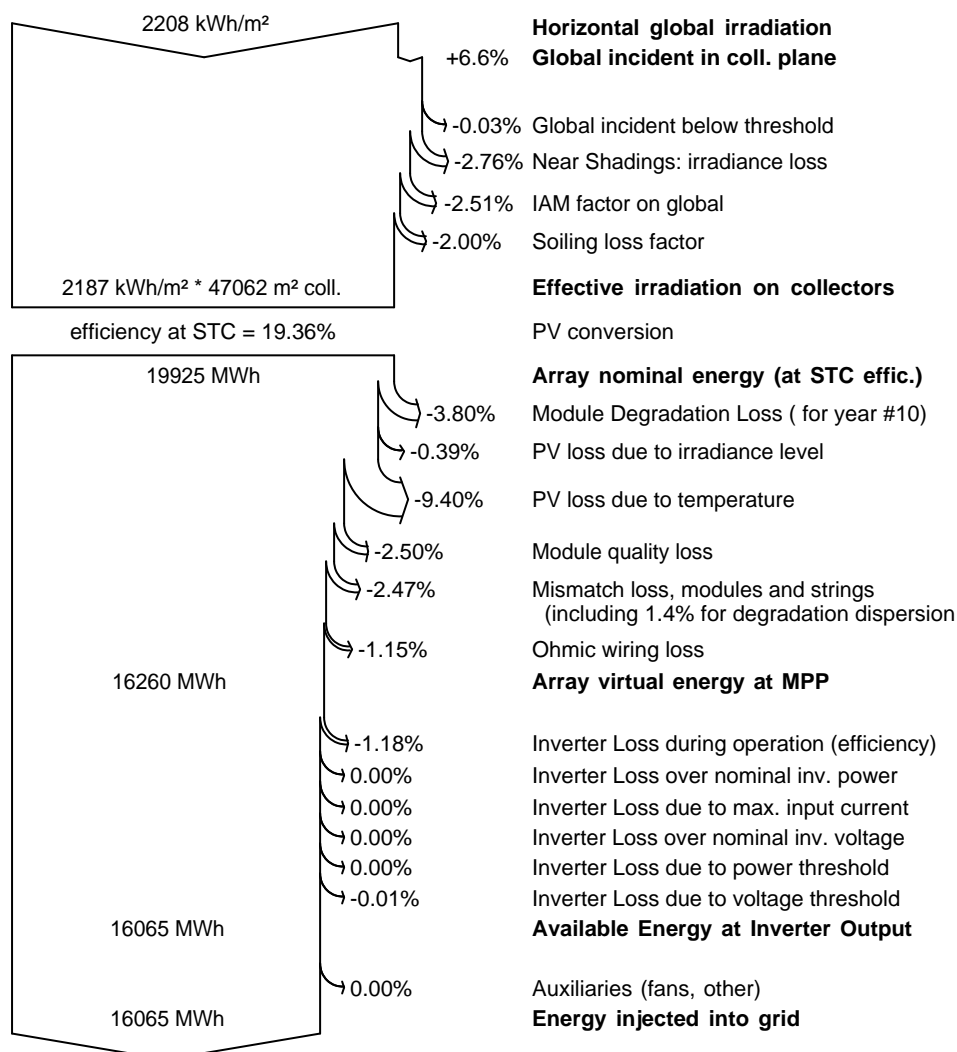 2208 kWh/m² Horizontal global irradiation
+6.6% Global incident in coll. plane
-0.03% Global incident below threshold
-2.76% Near Shadings: irradiance loss
-2.51% IAM factor on global
-2.00% Soiling loss factor
2187 kWh/m² * 47062 m² coll. Effective irradiation on collectors
efficiency at STC = 19.36% PV conversion
19925 MWh Array nominal energy (at STC effic.)
-3.80% Module Degradation Loss ( for year #10)
-0.39% PV loss due to irradiance level
-9.40% PV loss due to temperature
-2.50% Module quality loss
-2.47% Mismatch loss, modules and strings
(including 1.4% for degradation dispersion
-1.15% Ohmic wiring loss
16260 MWh Array virtual energy at MPP
-1.18% Inverter Loss during operation (efficiency)
0.00% Inverter Loss over nominal inv. power
0.00% Inverter Loss due to max. input current
0.00% Inverter Loss over nominal inv. voltage
0.00% Inverter Loss due to power threshold
-0.01% Inverter Loss due to voltage threshold
16065 MWh Available Energy at Inverter Output
0.00% Auxiliaries (fans, other)
16065 MWh Energy injected into grid